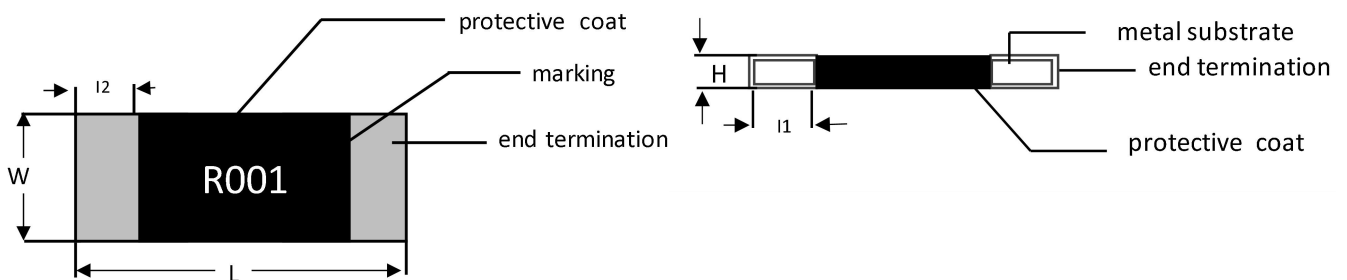 protective coat
marking
end termination
I2
W
R001
L
metal substrate
end termination
H
I1
protective coat